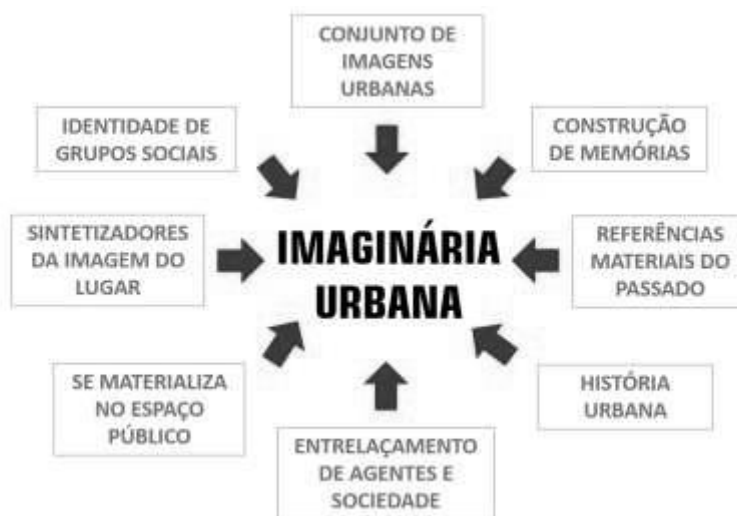 CONJUNTO DE
IMAGENS
URBANAS
IDENTIDADE DE
GRUPOS SOCIAIS
CONSTRUÇÃO
DE MEMÓRIAS
SINTETIZADORES
DA IMAGEM DO
LUGAR
IMAGINÁRIA
URBANA
REFERÊNCIAS
MATERIAIS DO
PASSADO
SE MATERIALIZA
NO ESPAÇO
PÚBLICO
HISTÓRIA
URBANA
ENTRELAÇAMENTO
DE AGENTES E
SOCIEDADE